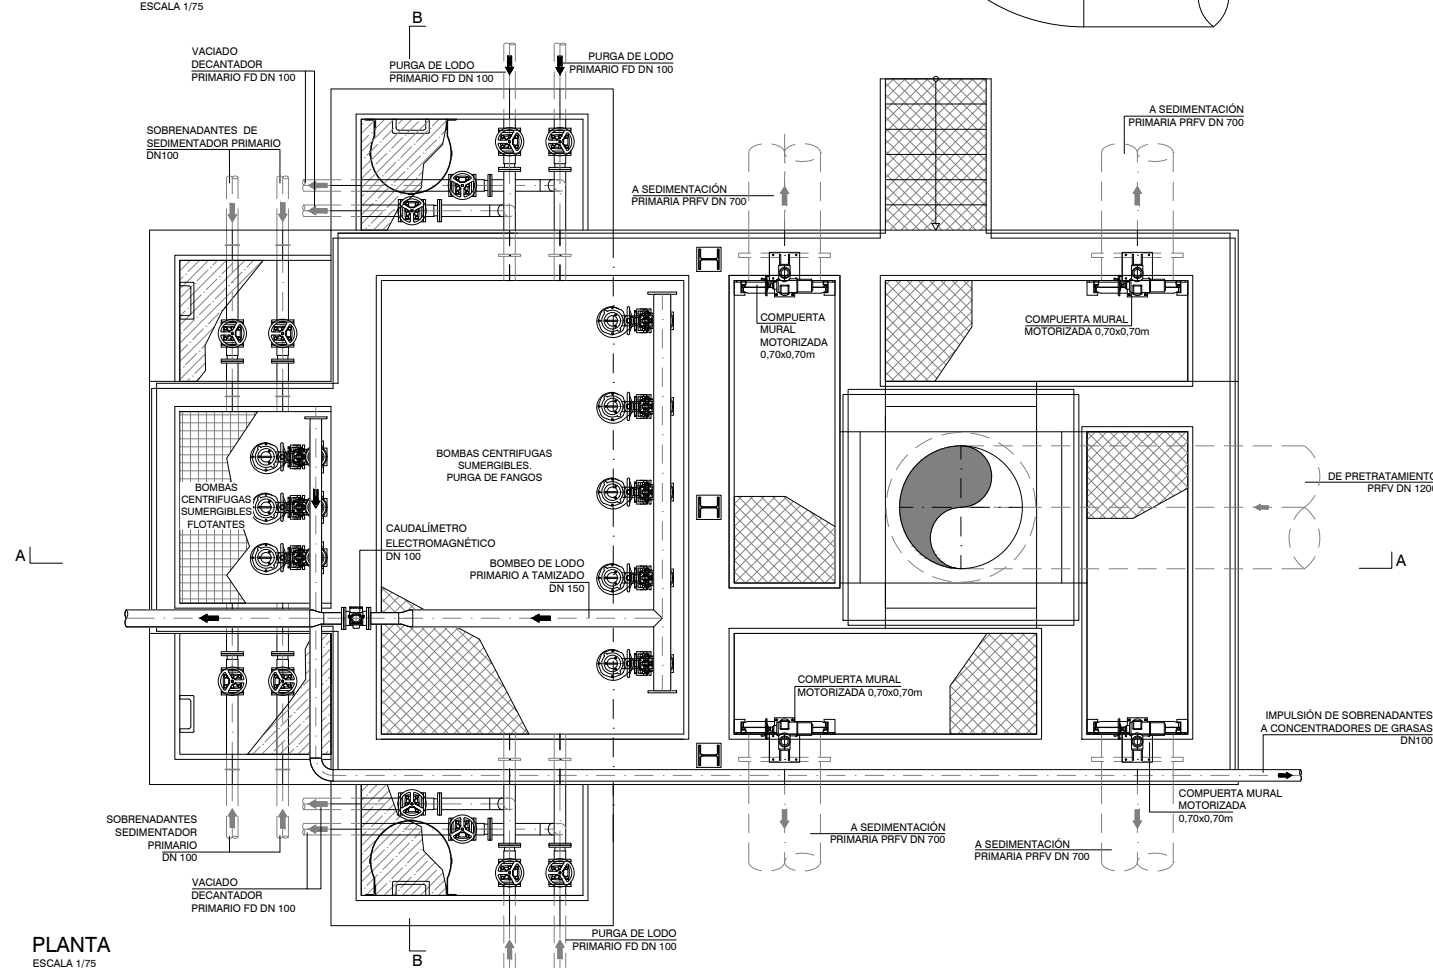 ESCALA 1/75
B
VACIADO
DECANTADOR
PRIMARIO FD DN 100
PURGA DE LODO
PRIMARIO FD DN 100
PURGA DE LODO
PRIMARIO FD DN 100
SOBRENADANTES DE
SEDIMENTADOR PRIMARIO
DN100
A SEDIMENTACIÓN
PRIMARIA PRFV DN 700
A SEDIMENTACIÓN
PRIMARIA PRFV DN 700
COMPUERTA
MURAL
MOTORIZADA
0,70x0,70m
COMPUERTA MURAL
MOTORIZADA 0,70x0,70m
BOMBAS CENTRIFUGAS
SUMERGIBLES.
PURGA DE FANGOS
BOMBAS
CENTRIFUGAS
SUMERGIBLES
FLOTANTES
DE PRETRATAMIENTO
PRFV DN 1200
CAUDALÍMETRO
ELECTROMAGNÉTICO
DN 100
A
A
BOMBEO DE LODO
PRIMARIO A TAMIZADO
DN 150
COMPUERTA MURAL
MOTORIZADA 0,70x0,70m
IMPULSIÓN DE SOBRENADANTES
A CONCENTRADORES DE GRASAS
DN100
COMPUERTA MURAL
MOTORIZADA
0,70x0,70m
SOBRENADANTES
SEDIMENTADOR
PRIMARIO
DN 100
A SEDIMENTACIÓN
PRIMARIA PRFV DN 700
A SEDIMENTACIÓN
PRIMARIA PRFV DN 700
VACIADO
DECANTADOR
PRIMARIO FD DN 100
PURGA DE LODO
PRIMARIO FD DN 100
B
PLANTA
ESCALA 1/75